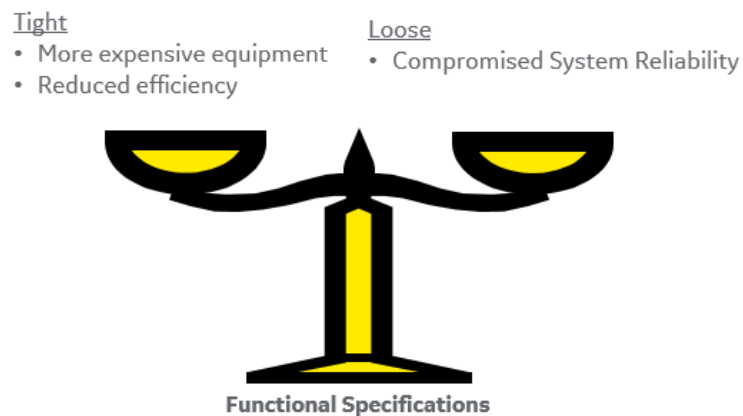 Tight
• More expensive equipment
• Reduced efficiency
Loose
• Compromised System Reliability
Functional Specifications